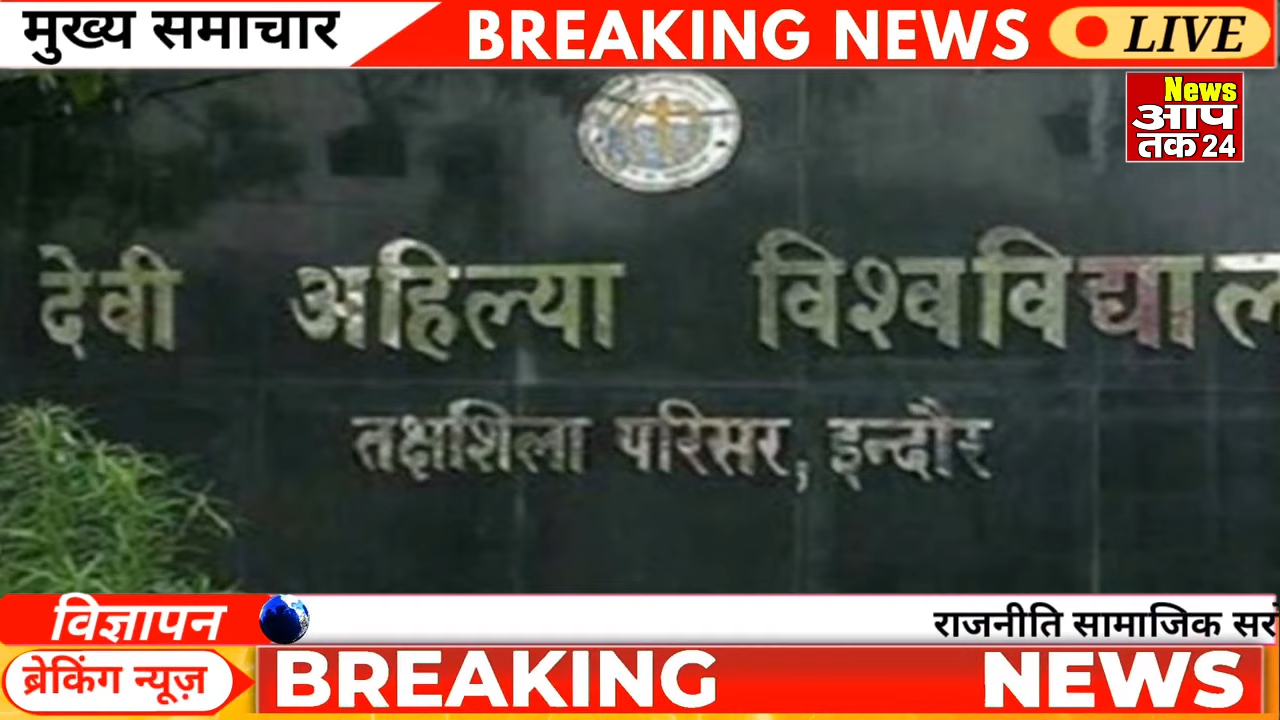 मुख्य समाचार BREAKING NEWS LIVE
News
आप
तक 24
देवी अहिल्या विश्वविद्याल
तक्षशिला परिसर, इन्दौर
विज्ञापन राजनीति सामाजिक
ब्रेकिंग न्यूज़ BREAKING NEWS